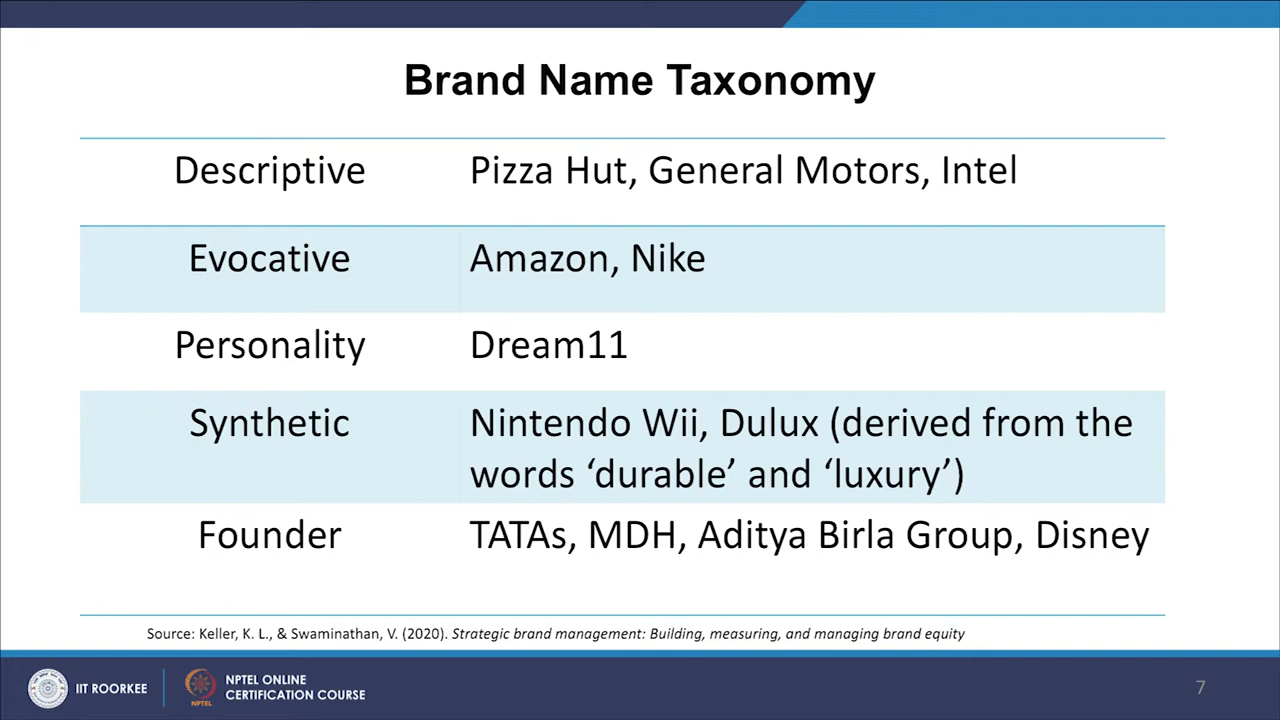 Brand Name Taxonomy
Descriptive Pizza Hut, General Motors, Intel
Evocative Amazon, Nike
Personality Dream11
Synthetic Nintendo Wii, Dulux (derived from the
words ‘durable’ and ‘luxury’)
Founder TATAs, MDH, Aditya Birla Group, Disney
Source: Keller, K. L., & Swaminathan, V. (2020). Strategic brand management: Building, measuring, and managing brand equity
IIT ROORKEE
NPTEL ONLINE
CERTIFICATION COURSE
NPTEL
7